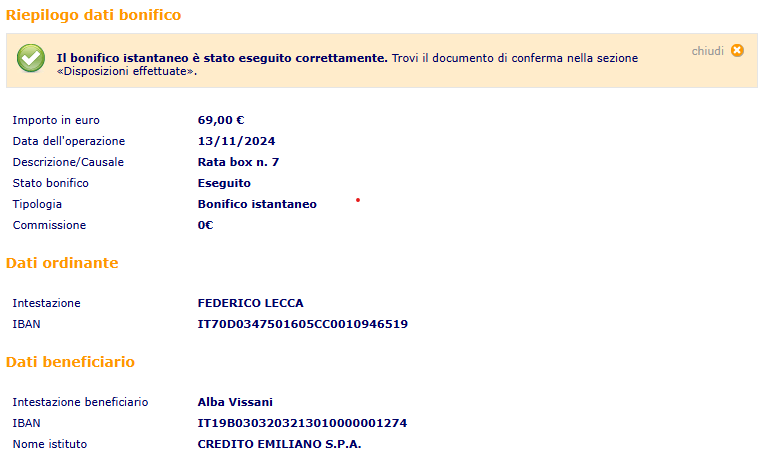 Riepilogo dati bonifico
Il bonifico istantaneo è stato eseguito correttamente. Trovi il documento di conferma nella sezione
«Disposizioni effettuate».
chiudi
Importo in euro 69,00 €
Data dell'operazione 13/11/2024
Descrizione/Causale Rata box n. 7
Stato bonifico Eseguito
Tipologia Bonifico istantaneo
Commissione 0€
Dati ordinante
Intestazione FEDERICO LECCA
IBAN IT70D0347501605CC0010946519
Dati beneficiario
Intestazione beneficiario Alba Vissani
IBAN IT19B0303203213010000001274
Nome istituto CREDITO EMILIANO S.P.A.